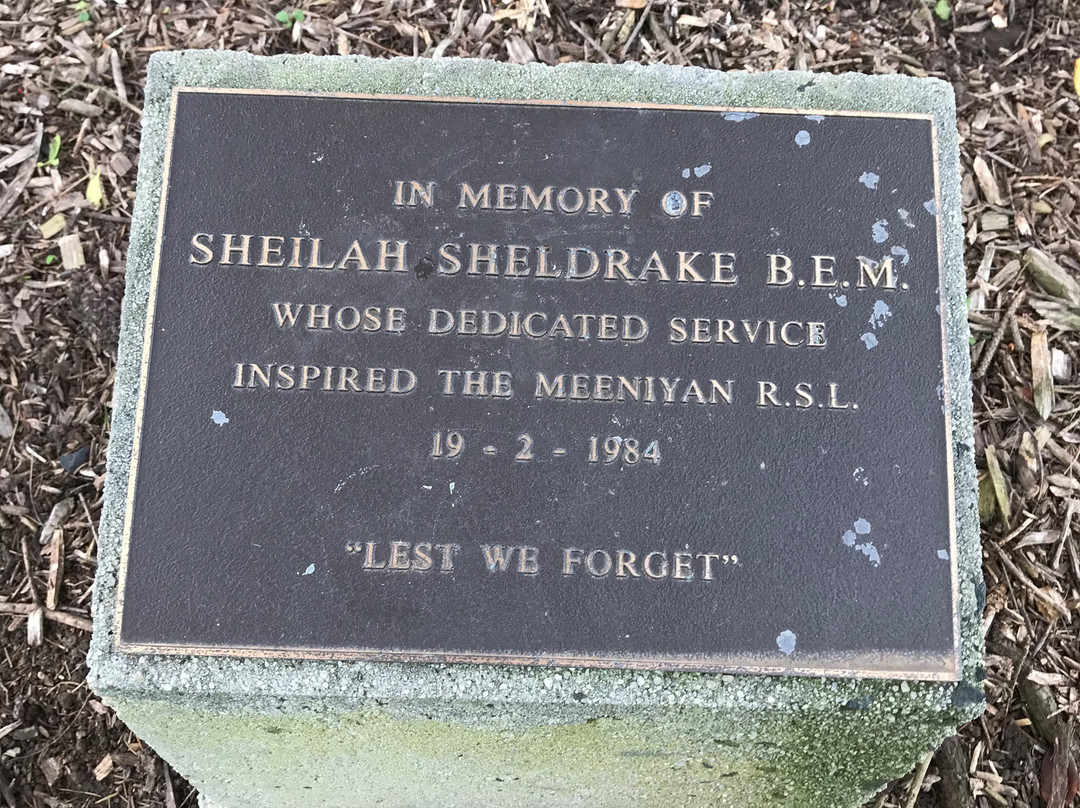 IN MEMORY OF
SHEILAH SHELDRAKE B.E.M.
WHOSE DEDICATED SERVICE
INSPIRED THE MEENIYAN R.S.L.
19 - 2 - 1984
“LEST WE FORGET”